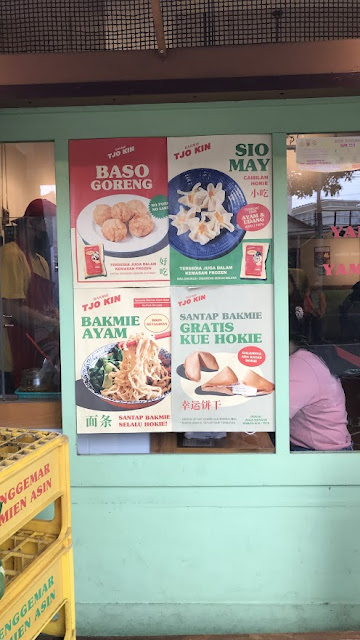 TJO KIN
BASO
GORENG
好
吃
TERSEDIA JUGA DALAM
KEMASAN FROZEN
TJO KIN
SIO
MAY
CAMILAN
HOKIE
小吃
AYAM &
UDANG
TERSEDIA JUGA DALAM
KEMASAN FROZEN
TJO KIN
BAKMIE
AYAM
面条
SANTAP BAKMIE
SELALU HOKIE!
TJO KIN
SANTAP BAKMIE
GRATIS
KUE HOKIE
幸运饼干
YA
YA
NGGEMAR
MIEN ASIN
NGGEMAR
MIEN ASIN